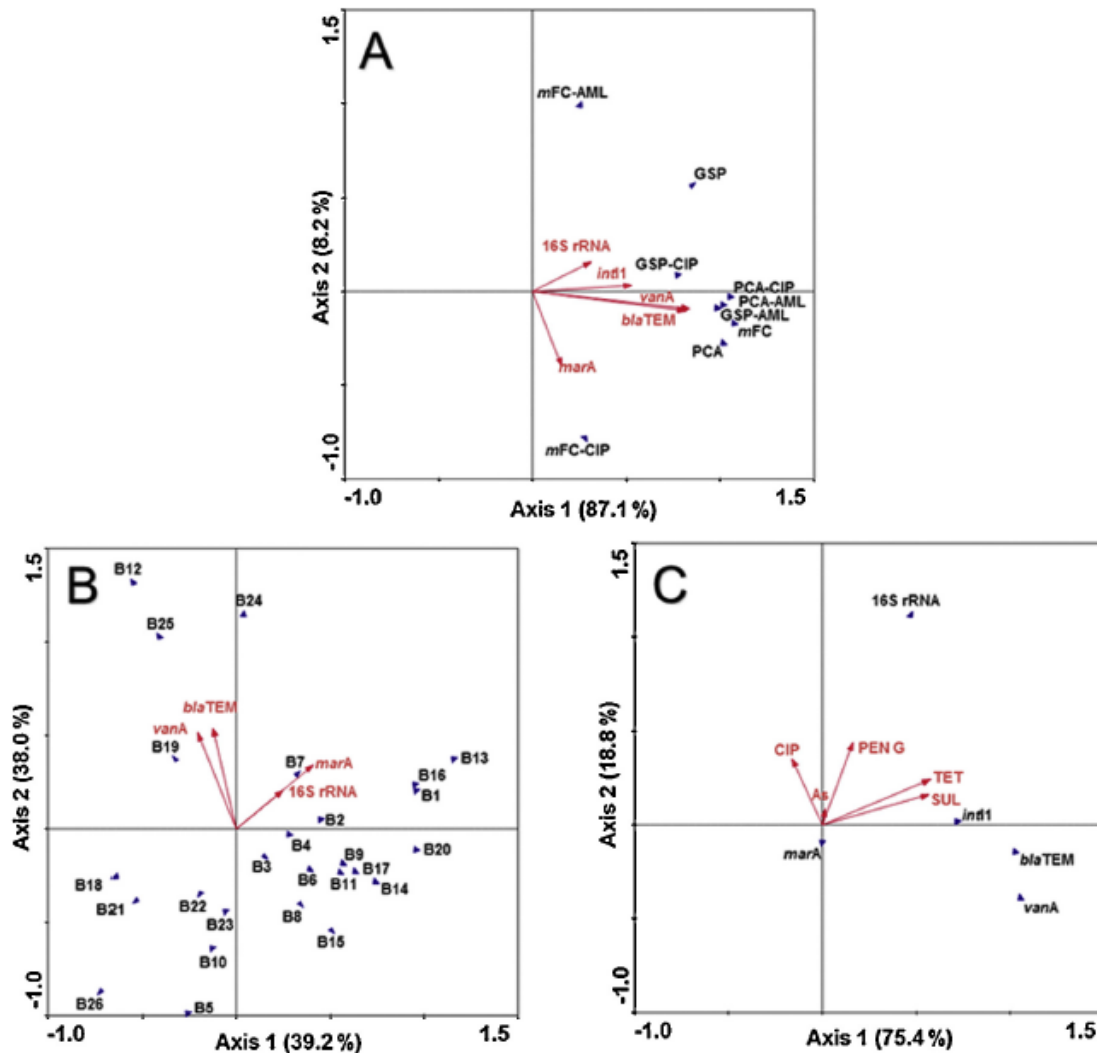 1.5
A
mFC-AML
GSP
16S rRNA
intI1
GSP-CIP
PCA-CIP
vanA
PCA-AML
blaTEM
GSP-AML
mFC
PCA
marA
mFC-CIP
Axis 2 (8.2 %)
-1.0
-1.0
Axis 1 (87.1%)
1.5
1.5
B
B12
B24
B25
blaTEM
vanA
B19
B7
marA
B13
B16
16S rRNA
B1
B2
B4
B3
B9
B20
B6
B17
B11
B14
B18
B21
B22
B23
B8
B15
B10
B26
B5
Axis 2 (38.0 %)
-1.0
-1.0
Axis 1 (39.2 %)
1.5
1.5
C
16S rRNA
CIP
PEN G
TET
As
SUL
intI1
marA
blaTEM
vanA
Axis 2 (18.8 %)
-1.0
-1.0
Axis 1 (75.4 %)
1.5